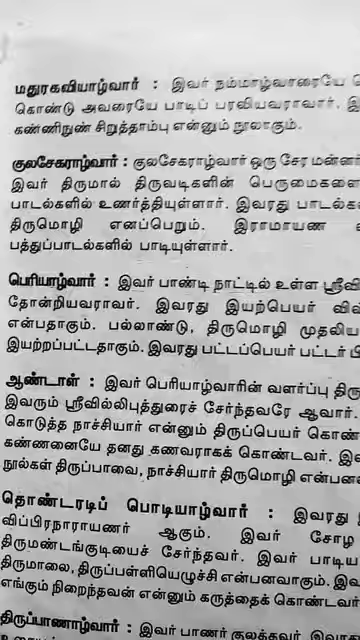 மதுரகவியாழ்வார் : இவர் நம்மாழ்வாரையே
கொண்டு அவரையே பாடிப் பரவியவராவார்.
கண்ணிநுண் சிறுத்தாம்பு என்னும் நூலாகும்.
குலசேகராழ்வார் : குலசேகராழ்வார் ஒரு சேர மன்னர்
இவர் திருமால் திருவடிகளின் பெருமைகளை
பாடல்களில் உணர்த்தியுள்ளார். இவரது
திருமொழி எனப்பெறும். இராமாயண
பத்துப்பாடல்களில் பாடியுள்ளார்.
பெரியாழ்வார் : இவர் பாண்டி நாட்டில் உள்ள
தோன்றியவராவர். இவரது இயற்பெயர்
என்பதாகும். பல்லாண்டு, திருமொழி
இயற்றப்பட்டதாகும். இவரது பட்டப்பெயர் பட்டர்
ஆண்டாள் : இவர் பெரியாழ்வாரின் வளர்ப்பு
இவரும் ஸ்ரீவில்லிபுத்துரைச் சேர்ந்தவரே ஆவார்.
கொடுத்த நாச்சியார் என்னும் திருப்பெயர்
கண்ணனையே தனது கணவராகக் கொண்டவர்.
நூல்கள் திருப்பாவை, நாச்சியார் திருமொழி
தொண்டரடிப் பொடியாழ்வார் : இவரது
விப்பிரநாராயணர் ஆகும். இவர் சோழ
திருமண்டங்குடியைச் சேர்ந்தவர். இவர்
திருமாலை, திருப்பள்ளியெழுச்சி என்பனவாகும்.
எங்கும் நிறைந்தவன் என்னும் கருத்தைக் கொண்டவர்
திருப்பாணாழ்வார் : இவர் பாணர் குலத்தவர்.